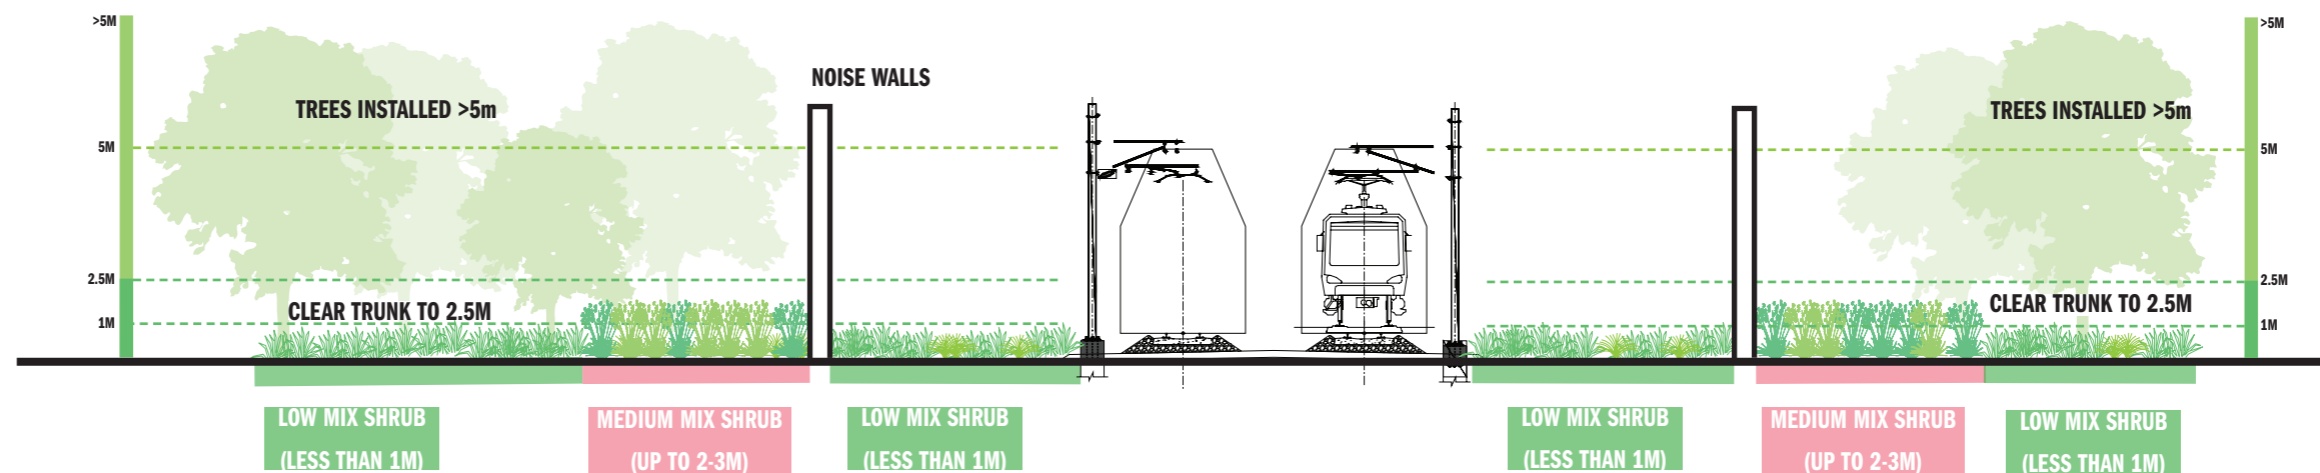 >5M
>5M
NOISE WALLS
TREES INSTALLED >5m
TREES INSTALLED >5m
5M
5M
2.5M
2.5M
CLEAR TRUNK TO 2.5M
CLEAR TRUNK TO 2.5M
1M
1M
LOW MIX SHRUB
(LESS THAN 1M)
MEDIUM MIX SHRUB
(UP TO 2-3M)
LOW MIX SHRUB
(LESS THAN 1M)
LOW MIX SHRUB
(LESS THAN 1M)
MEDIUM MIX SHRUB
(UP TO 2-3M)
LOW MIX SHRUB
(LESS THAN 1M)